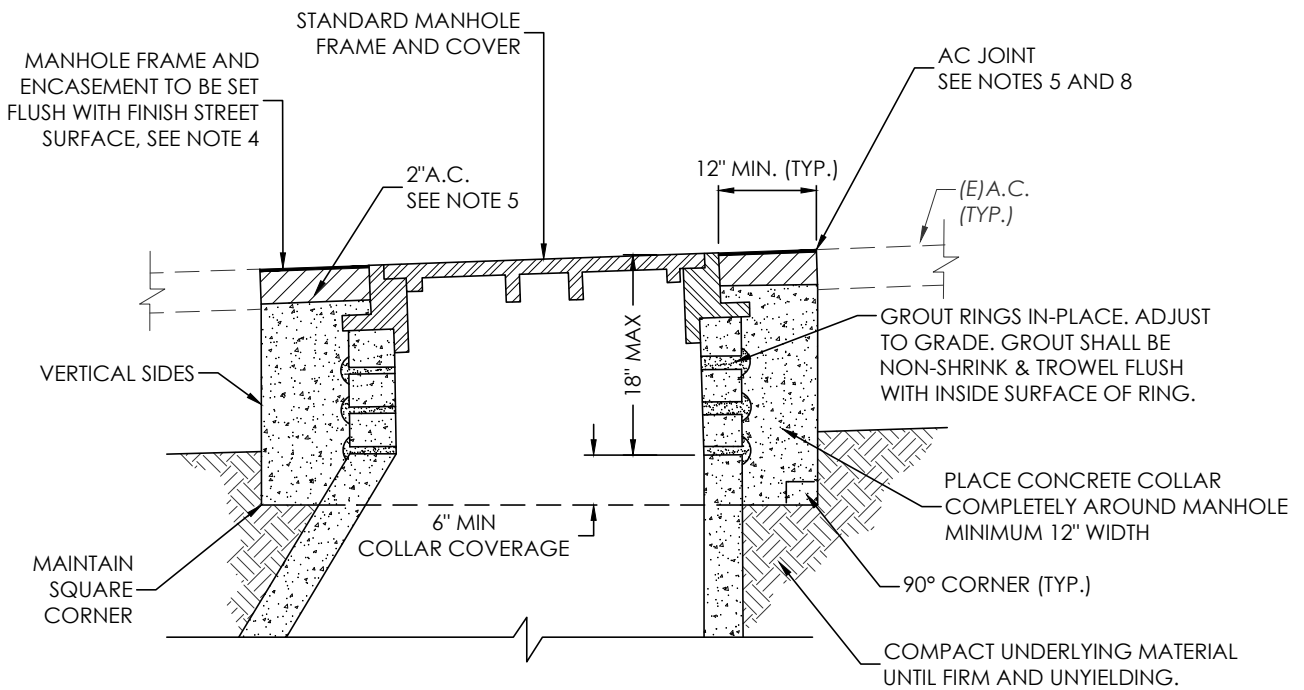 STANDARD MANHOLE
FRAME AND COVER
MANHOLE FRAME AND
ENCASEMENT TO BE SET
FLUSH WITH FINISH STREET
SURFACE, SEE NOTE 4
AC JOINT
SEE NOTES 5 AND 8
2"A.C.
SEE NOTE 5
12" MIN. (TYP.)
(E)A.C.
(TYP.)
18" MAX
GROUT RINGS IN-PLACE. ADJUST
TO GRADE. GROUT SHALL BE
NON-SHRINK & TROWEL FLUSH
WITH INSIDE SURFACE OF RING.
VERTICAL SIDES
PLACE CONCRETE COLLAR
COMPLETELY AROUND MANHOLE
MINIMUM 12" WIDTH
6" MIN
COLLAR COVERAGE
MAINTAIN
SQUARE
CORNER
90° CORNER (TYP.)
COMPACT UNDERLYING MATERIAL
UNTIL FIRM AND UNYIELDING.